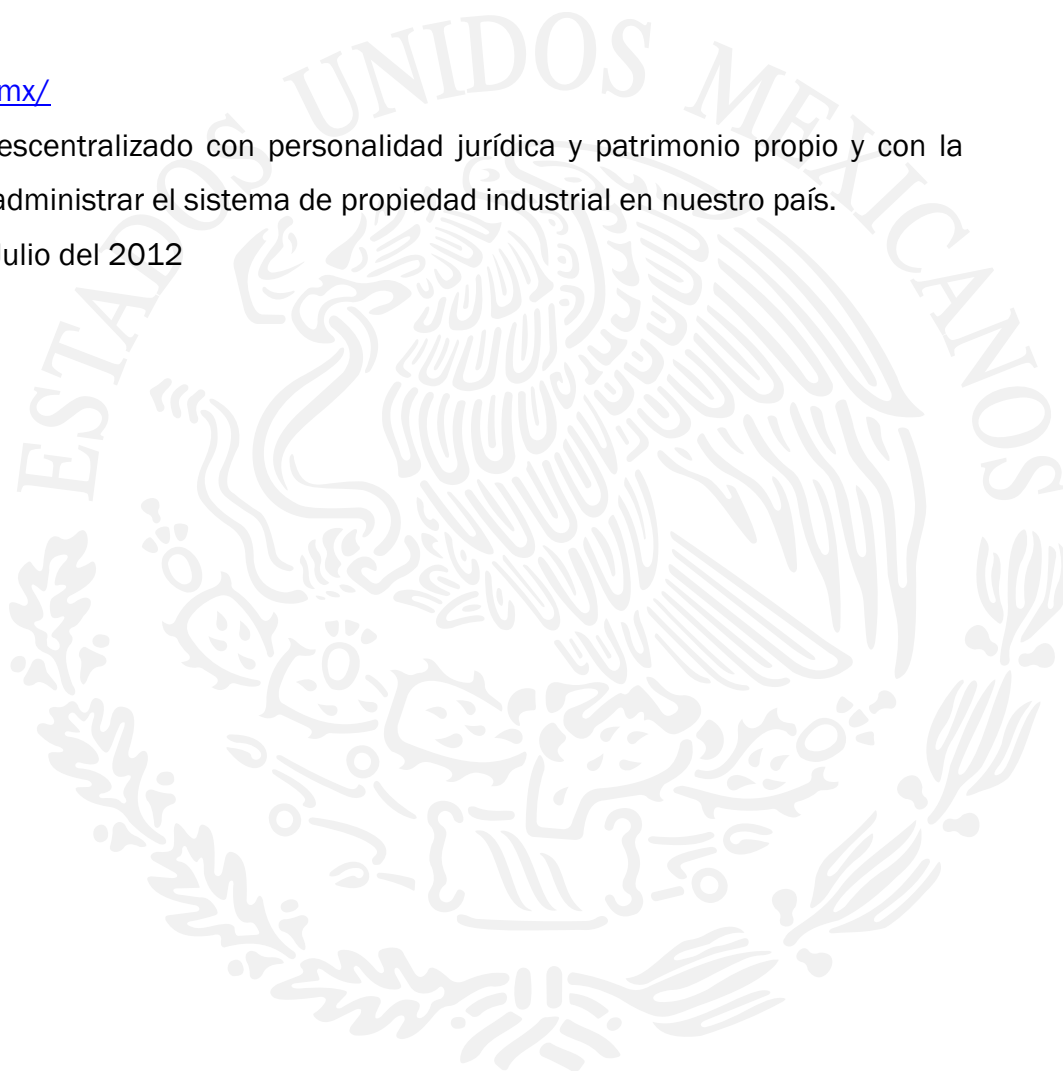 mx/
escentralizado con personalidad jurídica y patrimonio propio y con la
administrar el sistema de propiedad industrial en nuestro país.
ulio del 2012
ESTADOS UNIDOS MEXICANOS